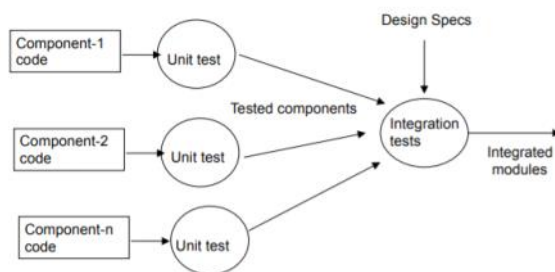 Design Specs
Component-1
code
Unit test
Tested components
Component-2
code
Unit test
Integration
tests
Integrated
modules
Component-n
code
Unit test